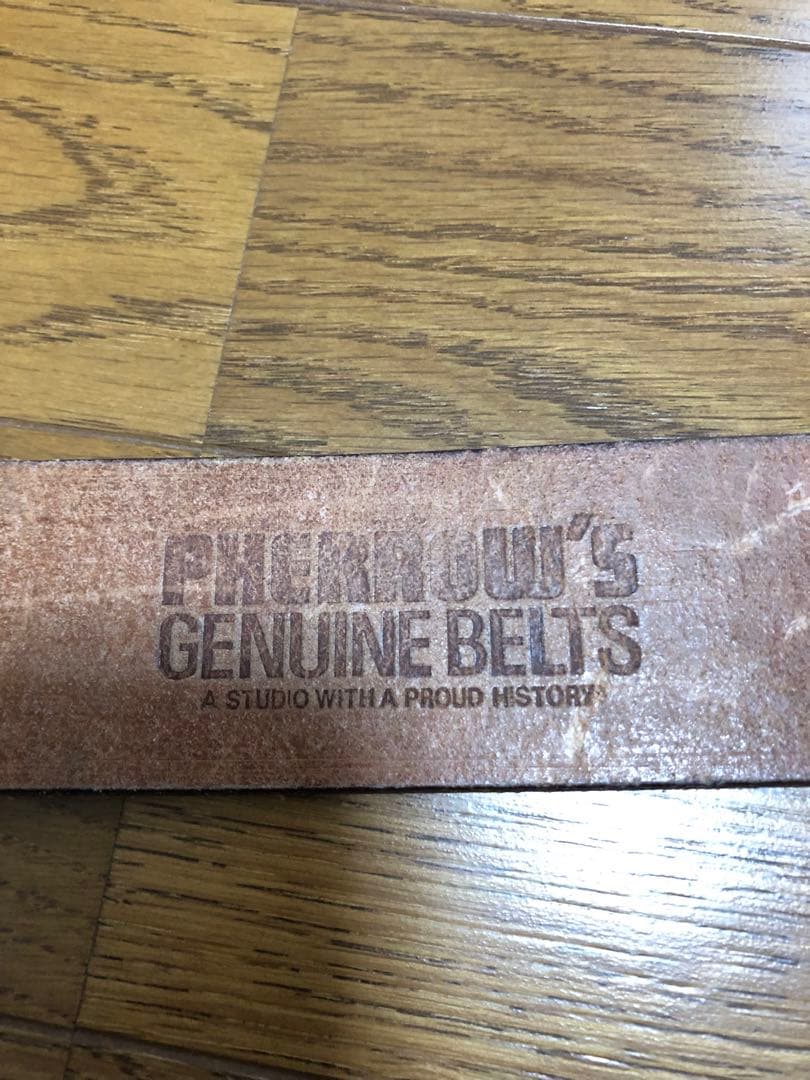 PHERROW'S
GENUINE BELTS
A STUDIO WITH A PROUD HISTORY